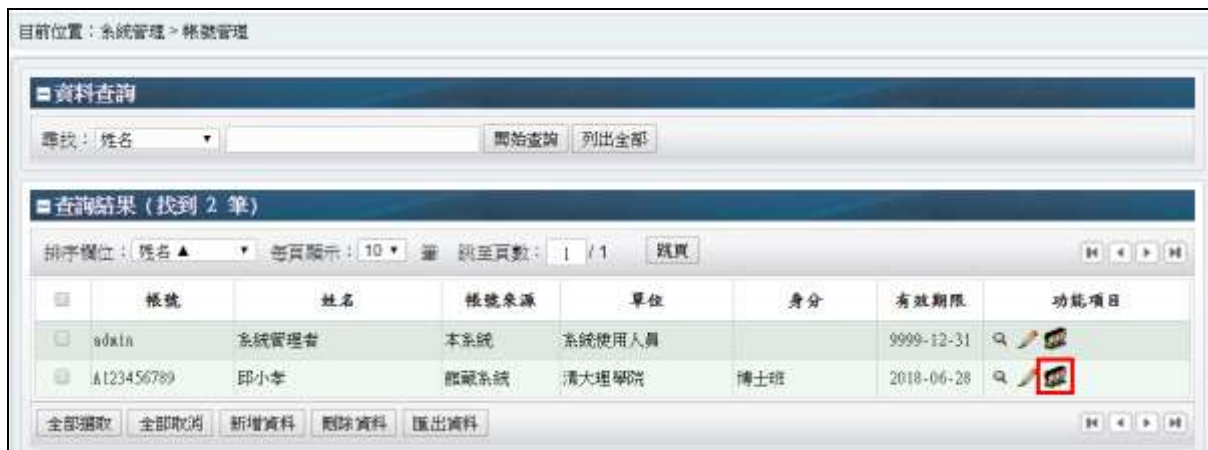 目前位置：系統管理 > 帳號管理
資料查詢
尋找：姓名 開始查詢 列出全部
查詢結果 (找到 2 筆)
排序欄位：姓名▲ 每頁顯示：10 筆 跳至頁數：1 / 1 跳頁
帳號 姓名 帳號來源 單位 身分 有效期限 功能項目
admin 系統管理者 本系統 系統使用人員 9999-12-31
A123456789 邱小孝 館藏系統 清大理學院 博士班 2018-06-28
全部選取 全部取消 新增資料 刪除資料 匯出資料